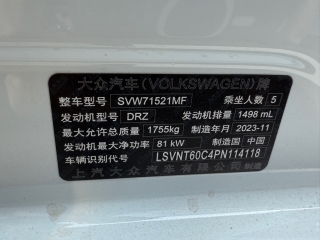 大众汽车(VOLKSWAGEN)牌
整车型号 SVW71521MF 乘坐人数 5
发动机型号 DRZ 发动机排量 1498 mL
最大允许总质量 1755kg 制造年月 2023-11
发动机最大净功率 81 kW 制造国 中国
车辆识别代号 LSVNT60C4PN114118
上汽大众汽车有限公司